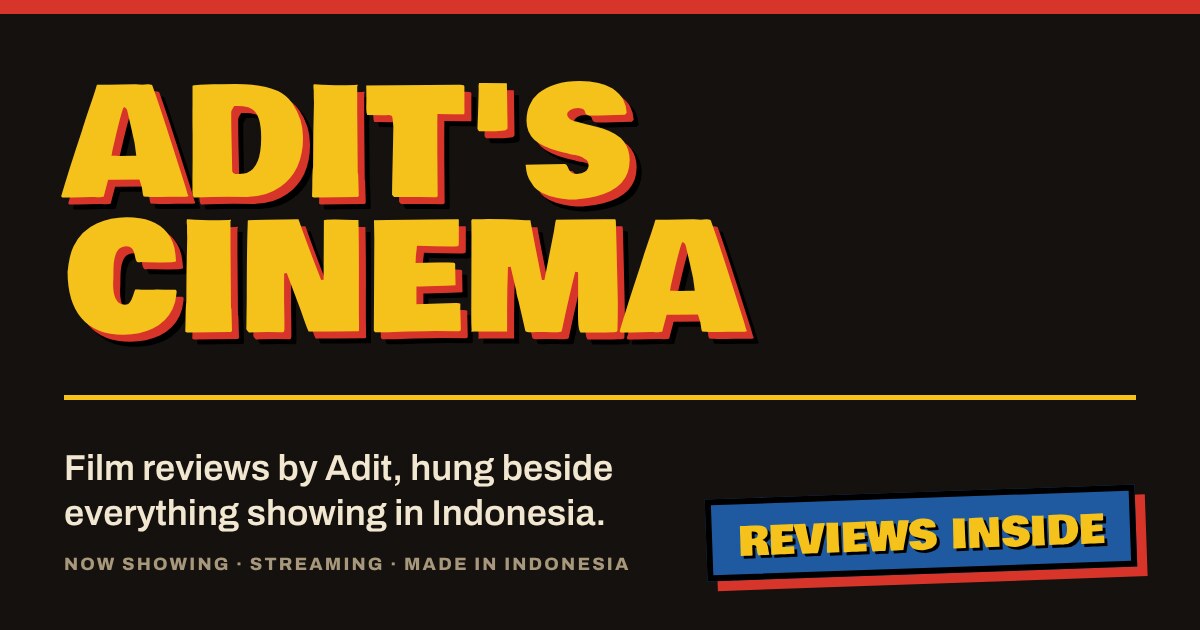 ADIT'S
CINEMA
Film reviews by Adit, hung beside
everything showing in Indonesia.
NOW SHOWING · STREAMING · MADE IN INDONESIA
REVIEWS INSIDE